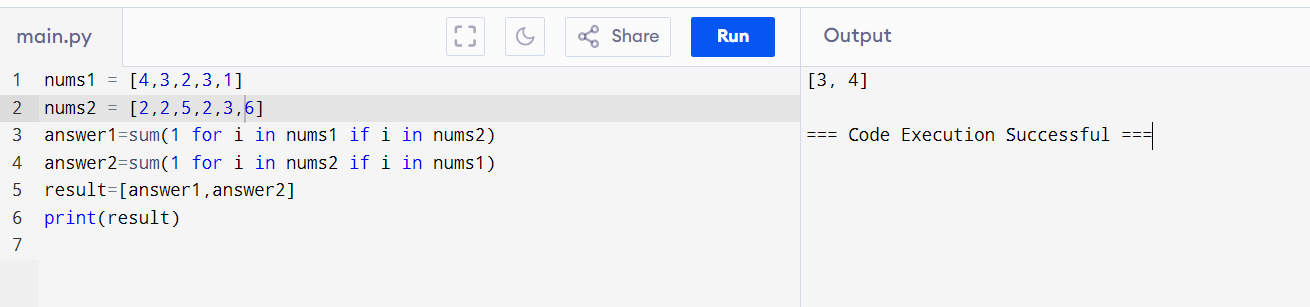 main.py
Share
Run
Output
1 nums1 = [4,3,2,3,1]
2 nums2 = [2,2,5,2,3,6]
3 answer1=sum(1 for i in nums1 if i in nums2)
4 answer2=sum(1 for i in nums2 if i in nums1)
5 result=[answer1,answer2]
6 print(result)
7
[3, 4]
=== Code Execution Successful ===